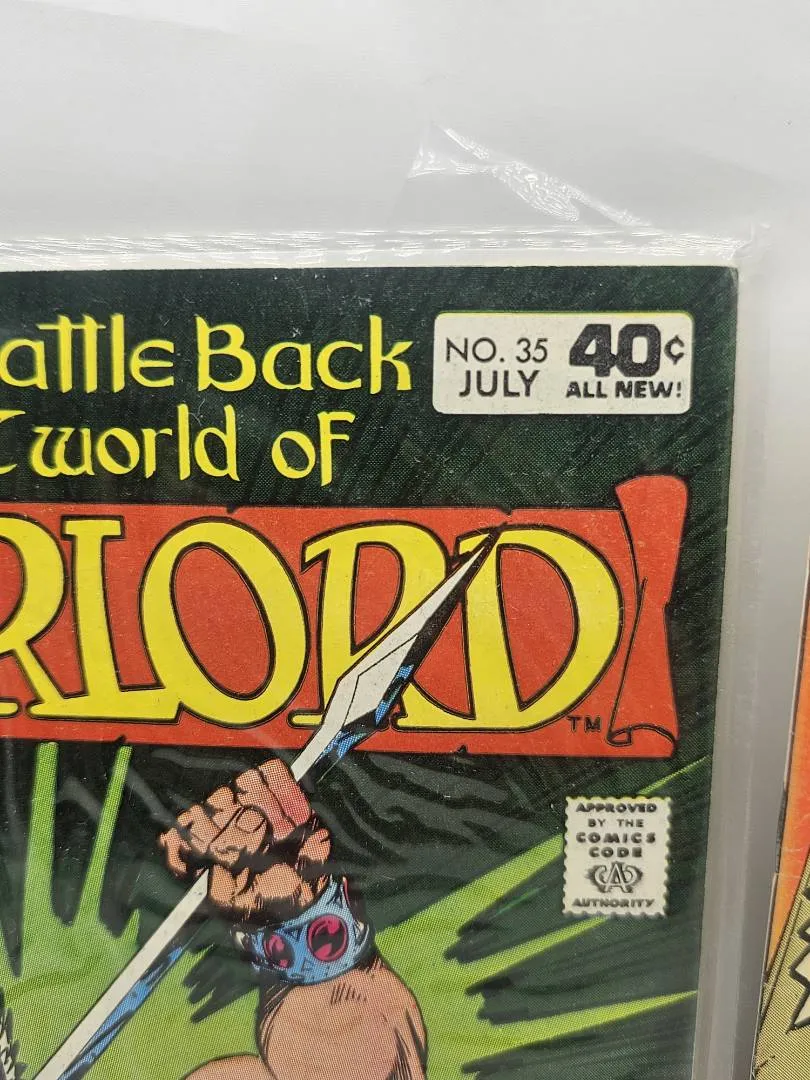 attle Back
world of
RLORD
TM
NO. 35
JULY
40¢
ALL NEW!
APPROVED
BY THE
COMICS
CODE
CA
AUTHORITY